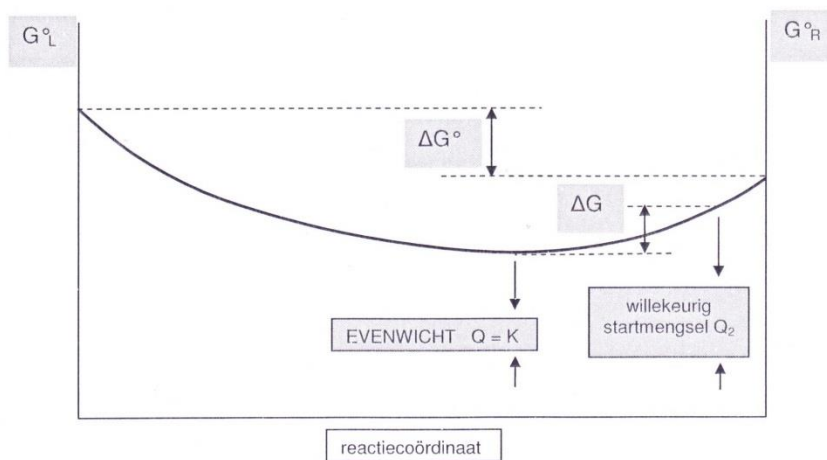 G°L
G°R
ΔG°
ΔG
EVENWICHT Q = K
willekeurig
startmengsel Q₂
reactiecoördinaat